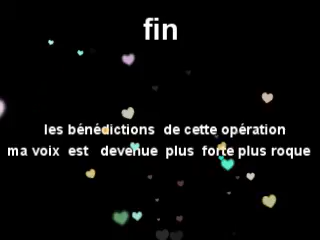 fin
les bénédictions de cette opération
ma voix est devenue plus forte plus roque